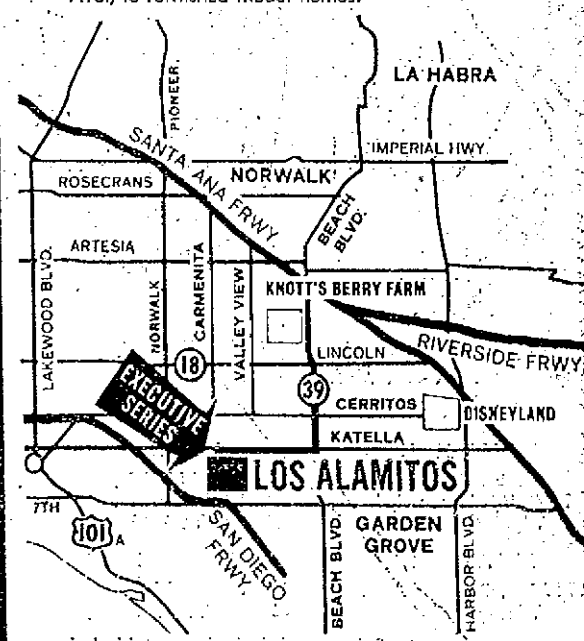 LA HABRA
PIONEER
IMPERIAL HWY.
SANTA ANA FRWY.
NORWALK
ROSECRANS
BEACH BLVD.
ARTESIA
LAKEWOOD BLVD.
NORWALK
CARMENITA
VALLEY VIEW
KNOTT'S BERRY FARM
18
LINCOLN
RIVERSIDE FRWY.
39
EXECUTIVE SERIES
CERRITOS
DISNEYLAND
KATELLA
LOS ALAMITOS
7TH
101 A
SAN DIEGO FRWY.
BEACH BLVD.
GARDEN GROVE
HARBOR BLVD.